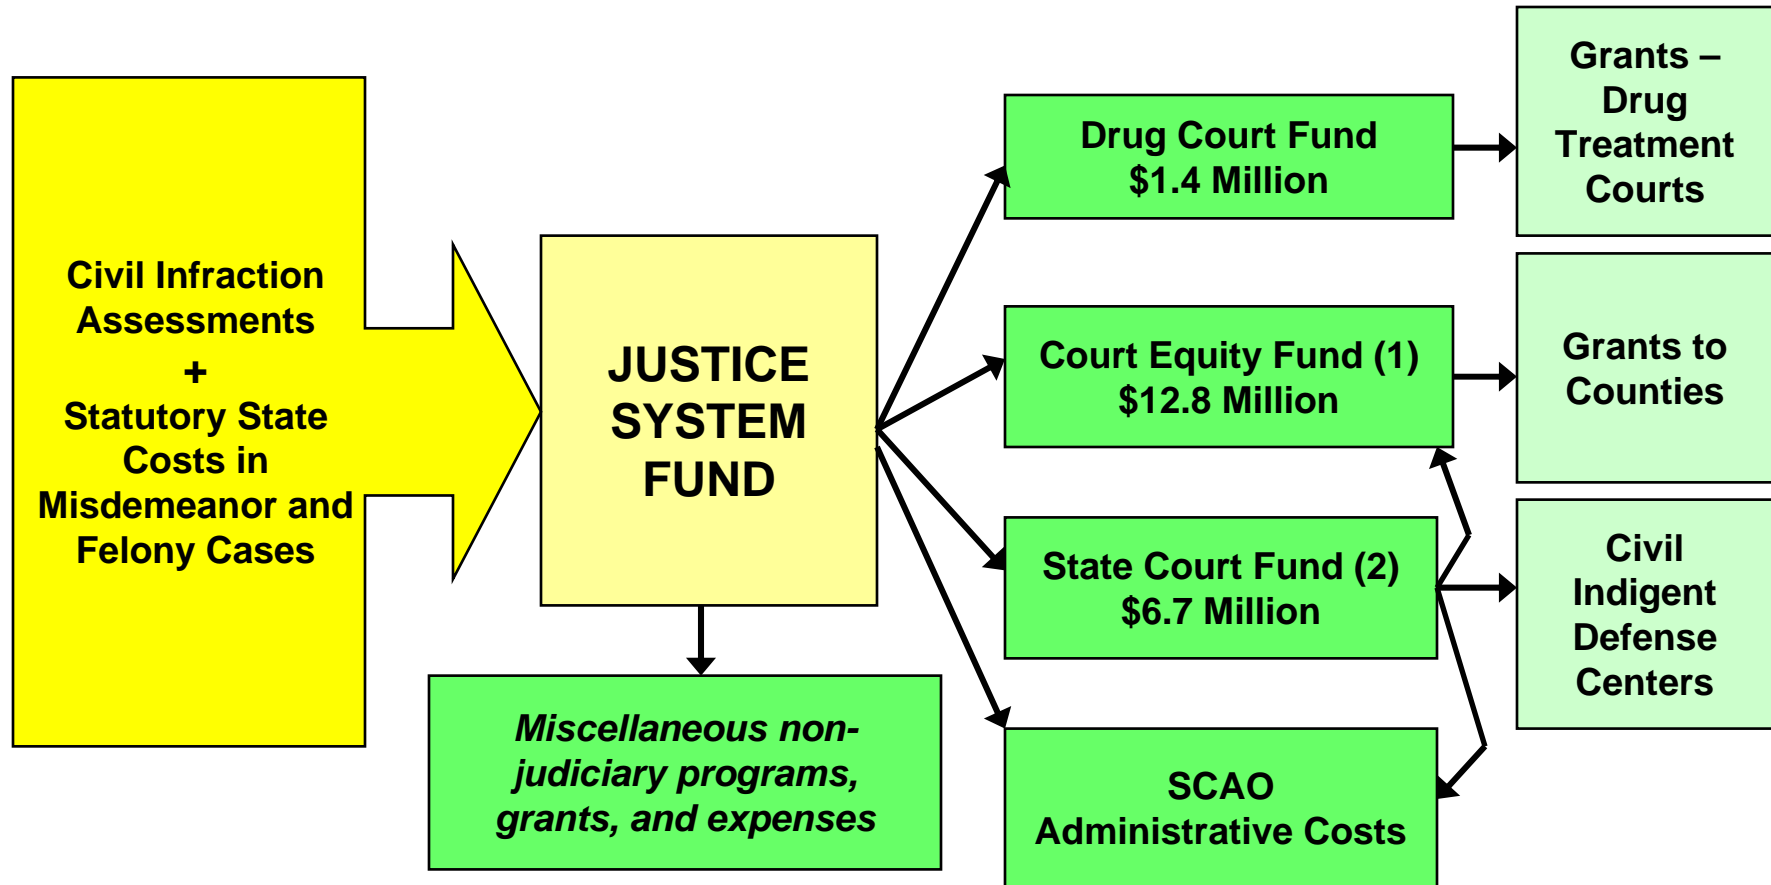 Civil Infraction
Assessments
+
Statutory State
Costs in
Misdemeanor and
Felony Cases
JUSTICE
SYSTEM
FUND
Miscellaneous non-
judiciary programs,
grants, and expenses
Drug Court Fund
$1.4 Million
Court Equity Fund (1)
$12.8 Million
State Court Fund (2)
$6.7 Million
SCAO
Administrative Costs
Grants –
Drug
Treatment
Courts
Grants to
Counties
Civil
Indigent
Defense
Centers